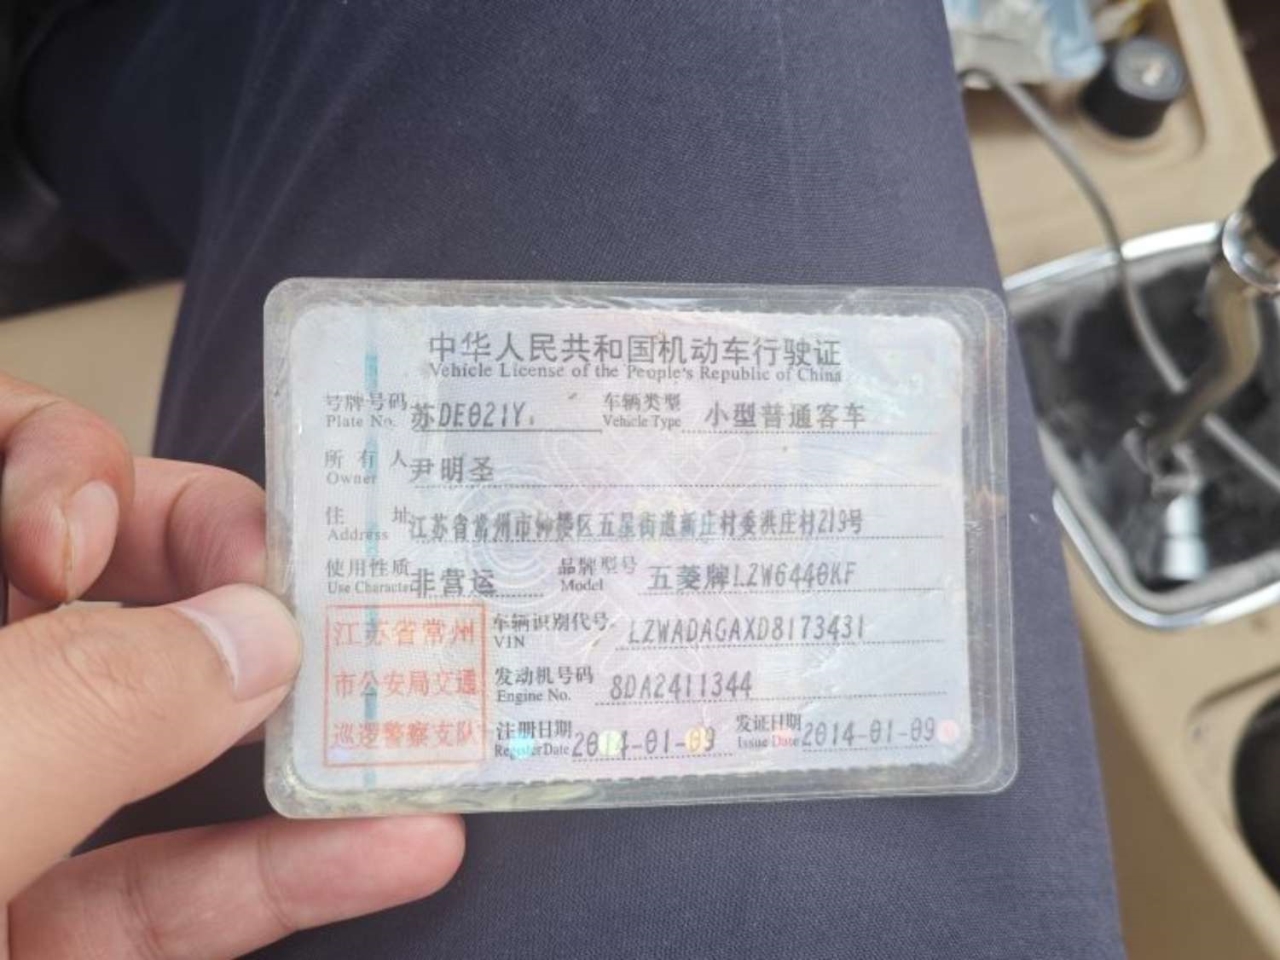 中华人民共和国机动车行驶证
Vehicle License of the People's Republic of China
号牌号码 苏DE021Y 车辆类型 小型普通客车
Plate No. Vehicle Type
所有人 尹明圣
Owner
住址 江苏省常州市钟楼区五星街道新庄村委洪庄村219号
Address
使用性质 非营运 品牌型号 五菱牌LZW6440KF
Use Character Model
江苏省常州 车辆识别代号 LZWADAGAXD8173431
VIN
市公安局交通 发动机号码 8DA2411344
Engine No.
巡逻警察支队 注册日期 2014-01-09 发证日期 2014-01-09
Register Date Issue Date